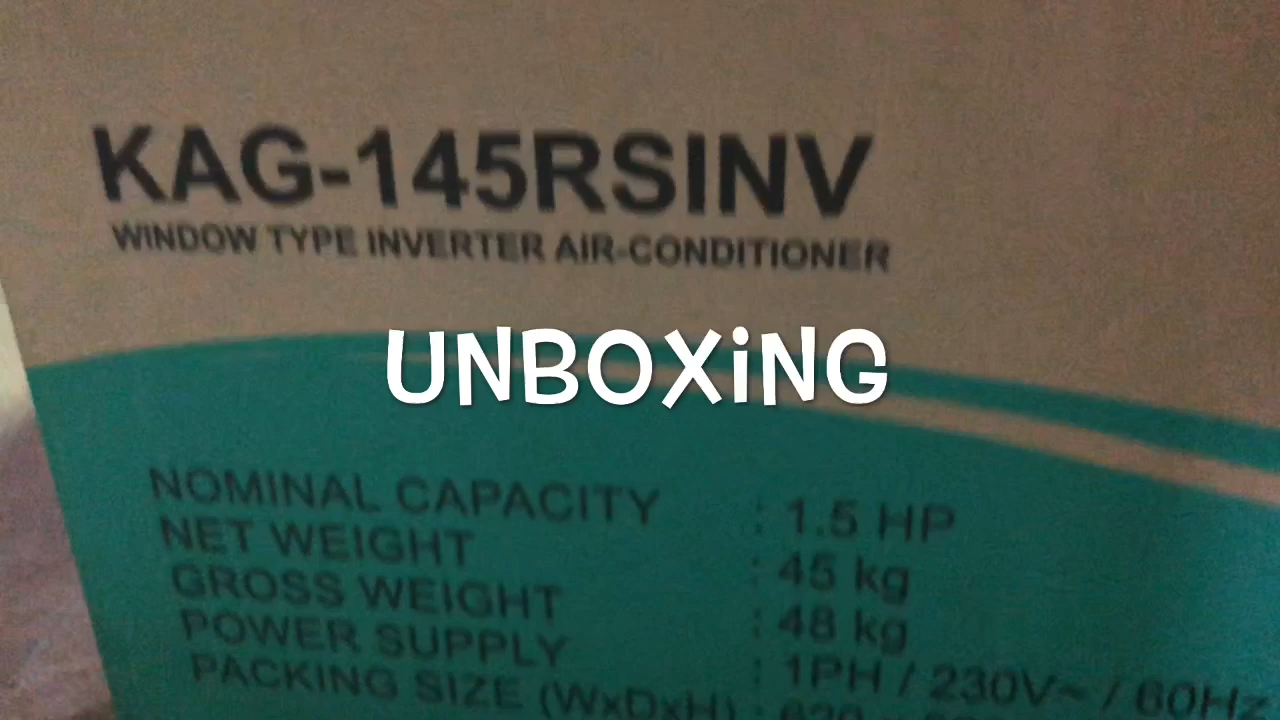 KAG-145RSINV
WINDOW TYPE INVERTER AIR-CONDITIONER
UNBOXiNG
NOMINAL CAPACITY : 1.5 HP
NET WEIGHT : 45 kg
GROSS WEIGHT : 48 kg
POWER SUPPLY : 1PH / 230V~ / 60Hz
PACKING SIZE (WxDxH) :